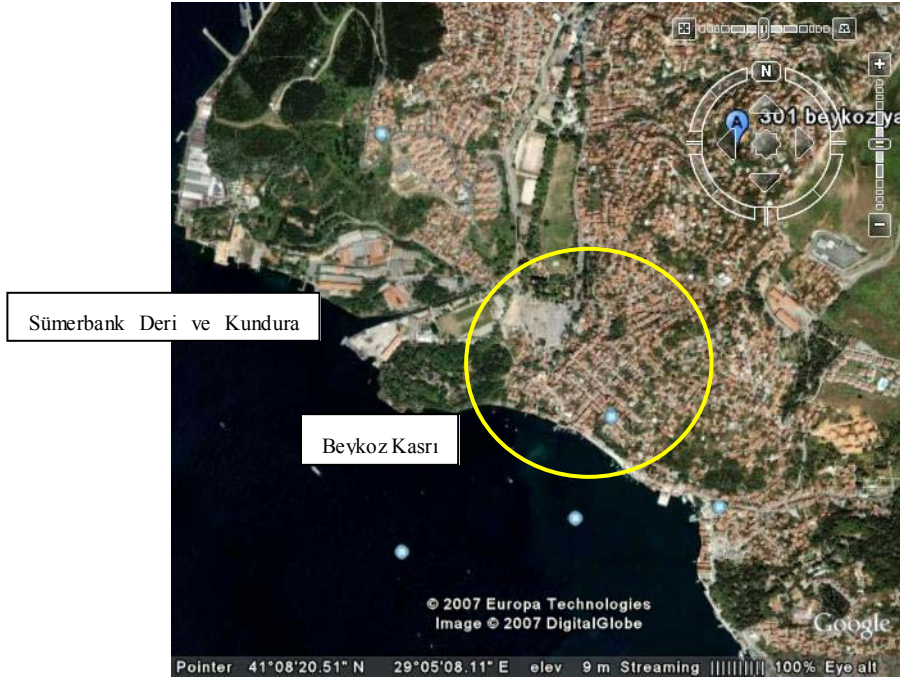 N
A 301 beykoz ya
Sümerbank Deri ve Kundura
Beykoz Kasrı
© 2007 Europa Technologies
Image © 2007 DigitalGlobe
Google
Pointer 41°08'20.51" N 29°05'08.11" E elev 9 m Streaming |||||||||| 100% Eye alt